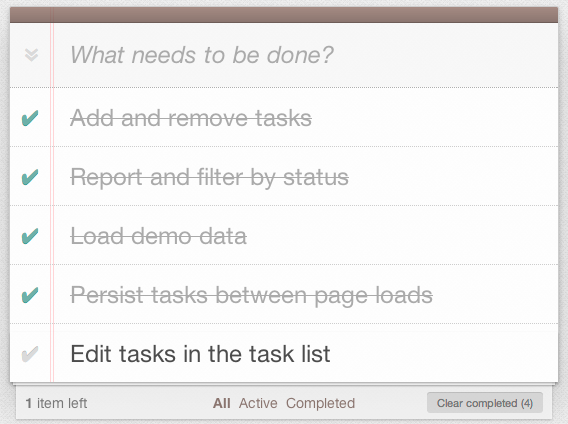 What needs to be done?
Add and remove tasks
Report and filter by status
Load demo data
Persist tasks between page loads
Edit tasks in the task list
1 item left All Active Completed Clear completed (4)